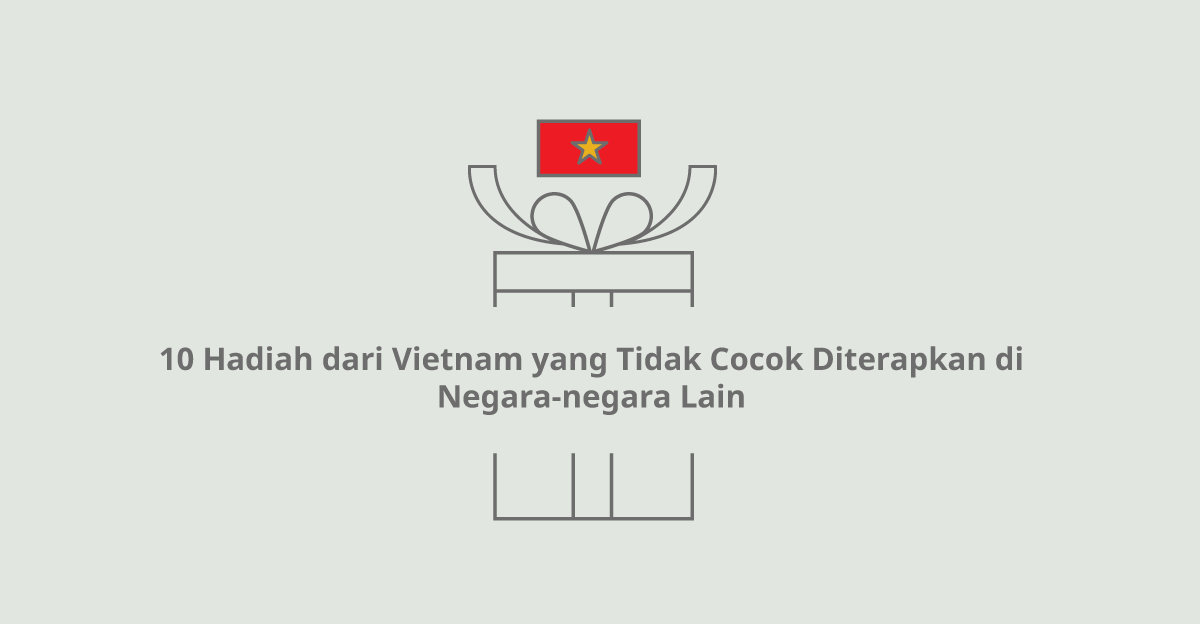 10 Hadiah dari Vietnam yang Tidak Cocok Diterapkan di
Negara-negara Lain